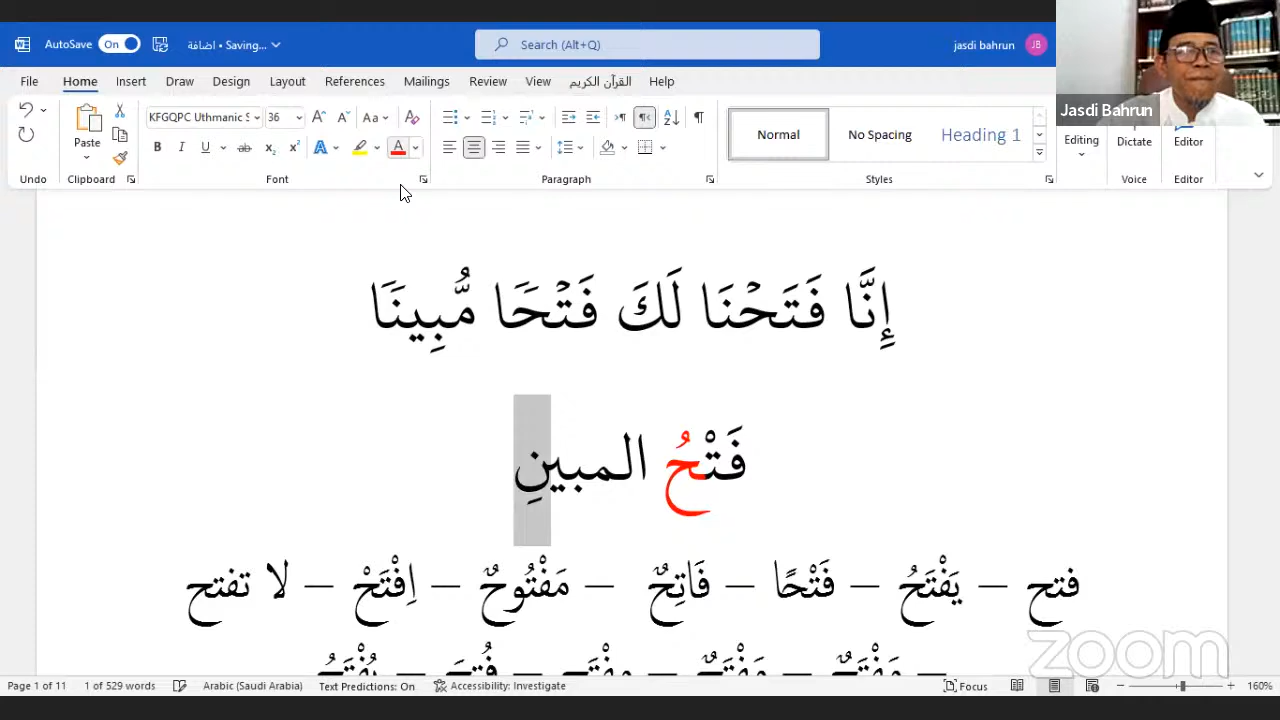 AutoSave On اضافة • Saving... Search (Alt+Q) jasdi bahrun JB
Jasdi Bahrun
File Home Insert Draw Design Layout References Mailings Review View القرآن الكريم Help
KFGQPC Uthmanic S 36 Aa Normal No Spacing Heading 1
Paste Editing Dictate Editor
Undo Clipboard Font Paragraph Styles Voice Editor
إِنَّا فَتَحْنَا لَكَ فَتْحَا مُّبِينَا
فَتْحُ المبينِ
فتح – يَفْتَحُ – فَتْحًا – فَاتِحٌ – مَفْتُوحٌ – اِفْتَحْ – لا تفتح
zoom
Page 1 of 11 1 of 529 words Arabic (Saudi Arabia) Text Predictions: On Accessibility: Investigate Focus 160%